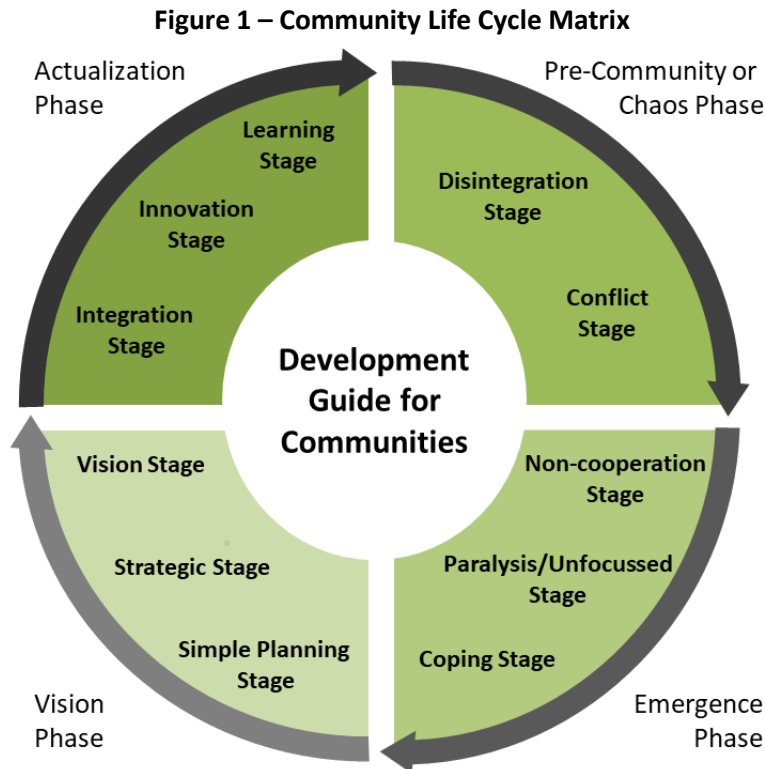 Figure 1 – Community Life Cycle Matrix
Actualization
Phase
Pre-Community or
Chaos Phase
Learning
Stage
Innovation
Stage
Integration
Stage
Disintegration
Stage
Conflict
Stage
Development
Guide for
Communities
Vision Stage
Strategic Stage
Simple Planning
Stage
Non-cooperation
Stage
Paralysis/Unfocussed
Stage
Coping Stage
Vision
Phase
Emergence
Phase